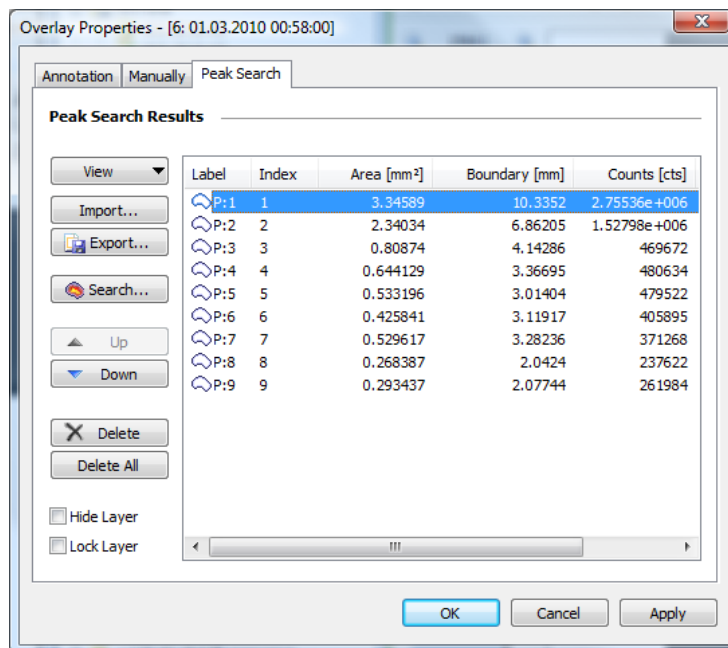 Overlay Properties - [6: 01.03.2010 00:58:00]
Annotation Manually Peak Search
Peak Search Results
View
Import...
Export...
Search...
Up
Down
Delete
Delete All
Hide Layer
Lock Layer
Label Index Area [mm²] Boundary [mm] Counts [cts]
P:1 1 3.34589 10.3352 2.75536e+006
P:2 2 2.34034 6.86205 1.52798e+006
P:3 3 0.80874 4.14286 469672
P:4 4 0.644129 3.36695 480634
P:5 5 0.533196 3.01404 479522
P:6 6 0.425841 3.11917 405895
P:7 7 0.529617 3.28236 371268
P:8 8 0.268387 2.0424 237622
P:9 9 0.293437 2.07744 261984
OK Cancel Apply